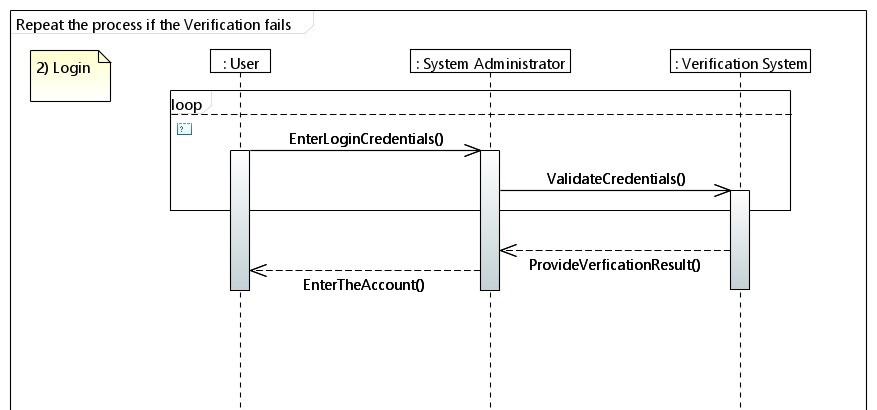 Repeat the process if the Verification fails
2) Login
: User
: System Administrator
: Verification System
loop
?
EnterLoginCredentials()
ValidateCredentials()
ProvideVerficationResult()
EnterTheAccount()